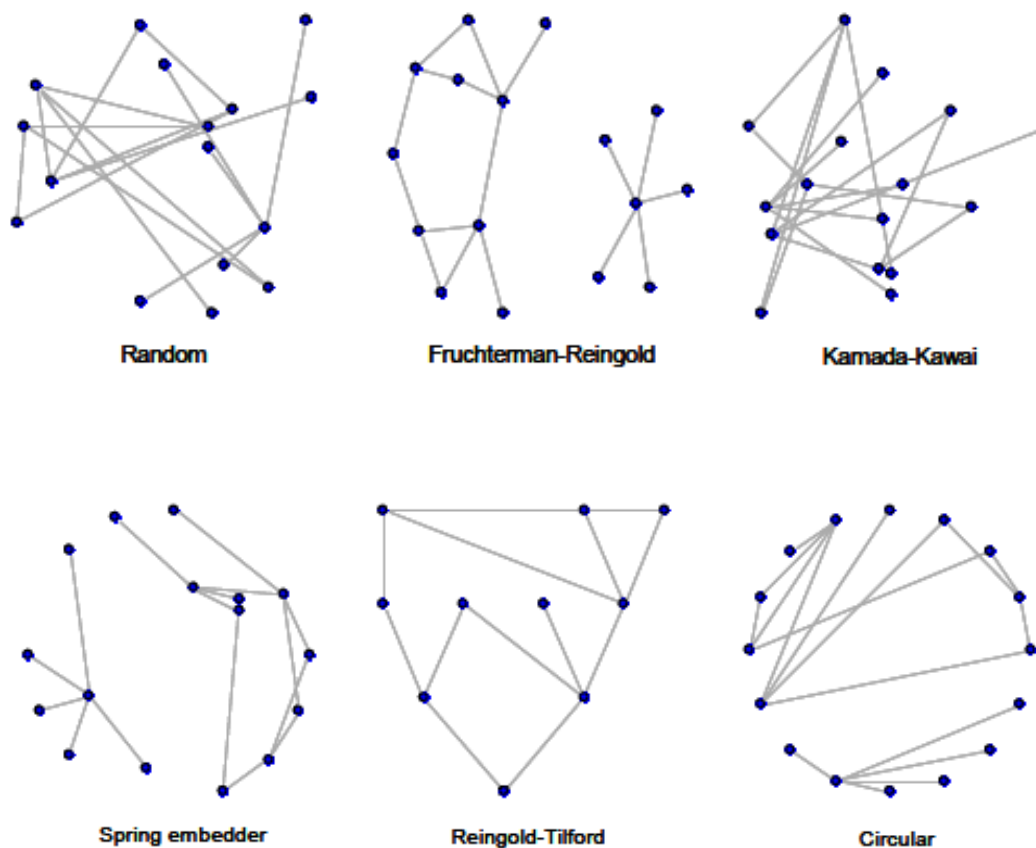 Random
Fruchterman-Reingold
Kamada-Kawai
Spring embedder
Reingold-Tilford
Circular